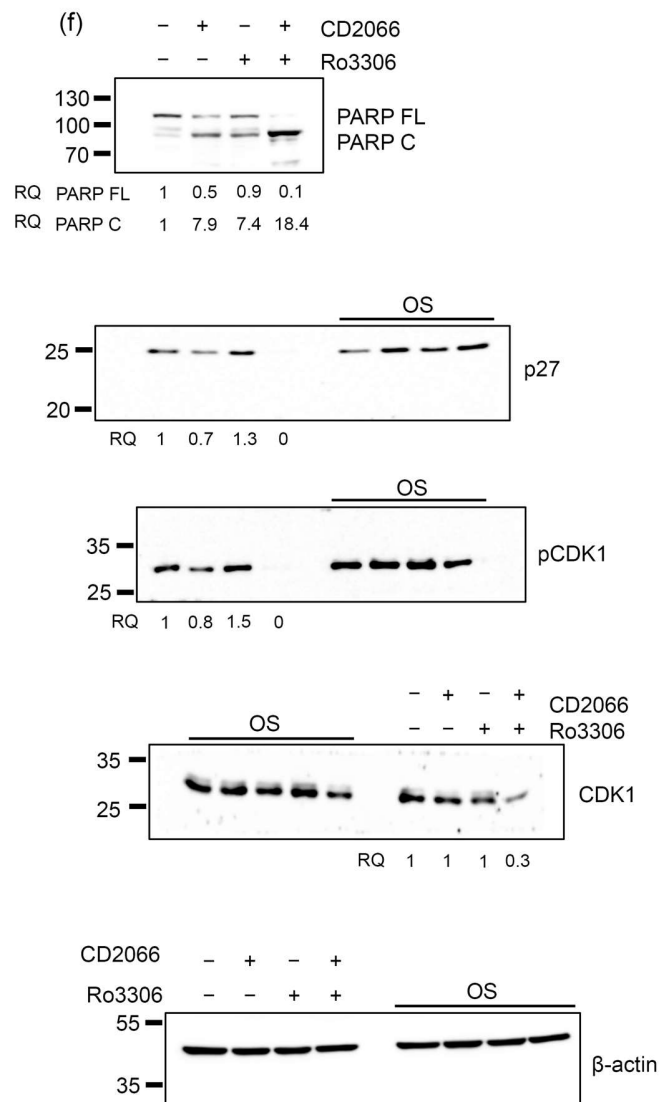 (f) – + – + CD2066
– – + + Ro3306
130
100
70
PARP FL
PARP C
RQ PARP FL 1 0.5 0.9 0.1
RQ PARP C 1 7.9 7.4 18.4
OS
25
20
p27
RQ 1 0.7 1.3 0
OS
35
25
pCDK1
RQ 1 0.8 1.5 0
– + – + CD2066
OS – – + + Ro3306
35
25
CDK1
RQ 1 1 1 0.3
CD2066 – + – +
Ro3306 – – + + OS
55
35
β-actin